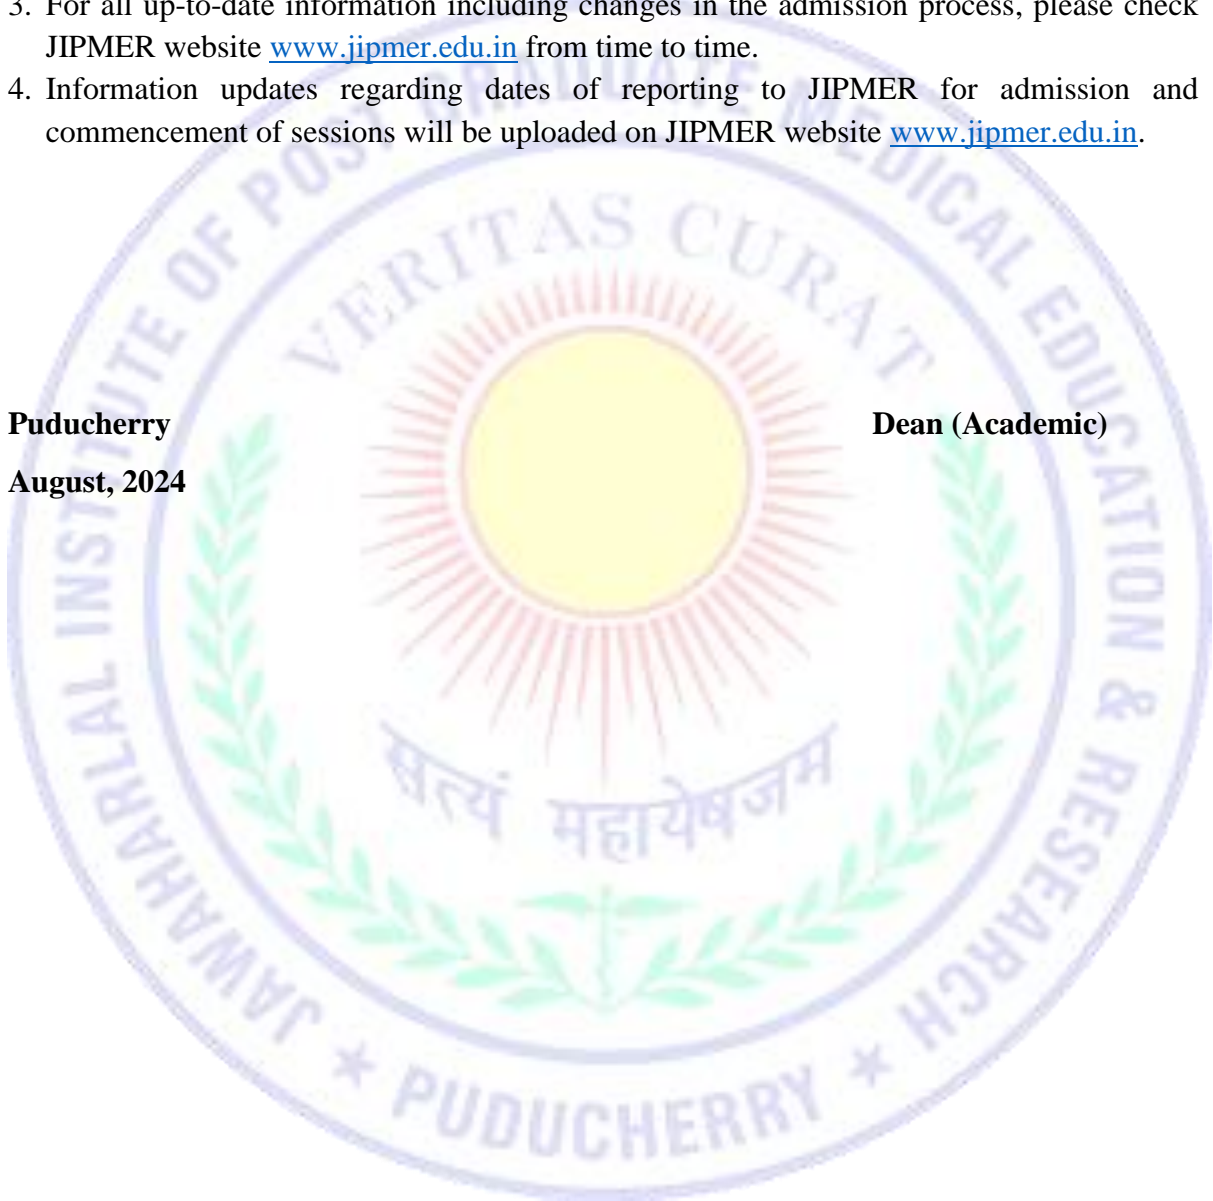 3. For all up-to-date information including changes in the admission process, please check
JIPMER website www.jipmer.edu.in from time to time.
4. Information updates regarding dates of reporting to JIPMER for admission and
commencement of sessions will be uploaded on JIPMER website www.jipmer.edu.in.
JAWAHARLAL INSTITUTE OF POST GRADUATE MEDICAL EDUCATION & RESEARCH
VERITAS CURAT
Puducherry Dean (Academic)
August, 2024
सत्यं महायेषजम
★ PUDUCHERRY ★